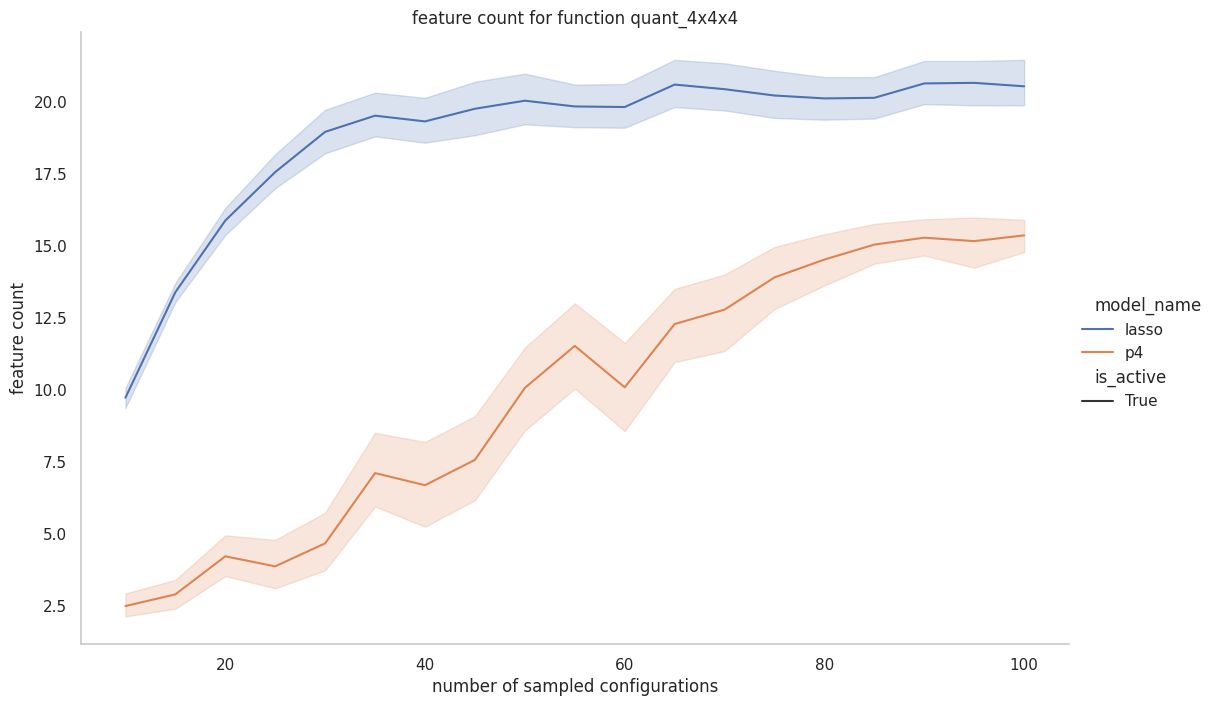 feature count for function quant_4x4x4
feature count
20.0
17.5
15.0
12.5
10.0
7.5
5.0
2.5
20
40
60
80
100
number of sampled configurations
model_name
lasso
p4
is_active
True